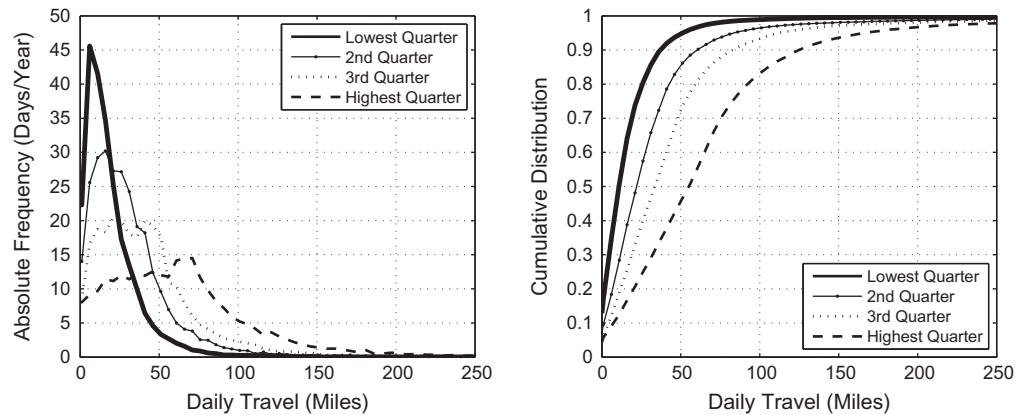 50
45
40
35
30
25
20
15
10
5
0
Absolute Frequency (Days/Year)
Lowest Quarter
2nd Quarter
3rd Quarter
Highest Quarter
0 50 100 150 200 250
Daily Travel (Miles)
1
0.9
0.8
0.7
0.6
0.5
0.4
0.3
0.2
0.1
0
Cumulative Distribution
Lowest Quarter
2nd Quarter
3rd Quarter
Highest Quarter
0 50 100 150 200 250
Daily Travel (Miles)